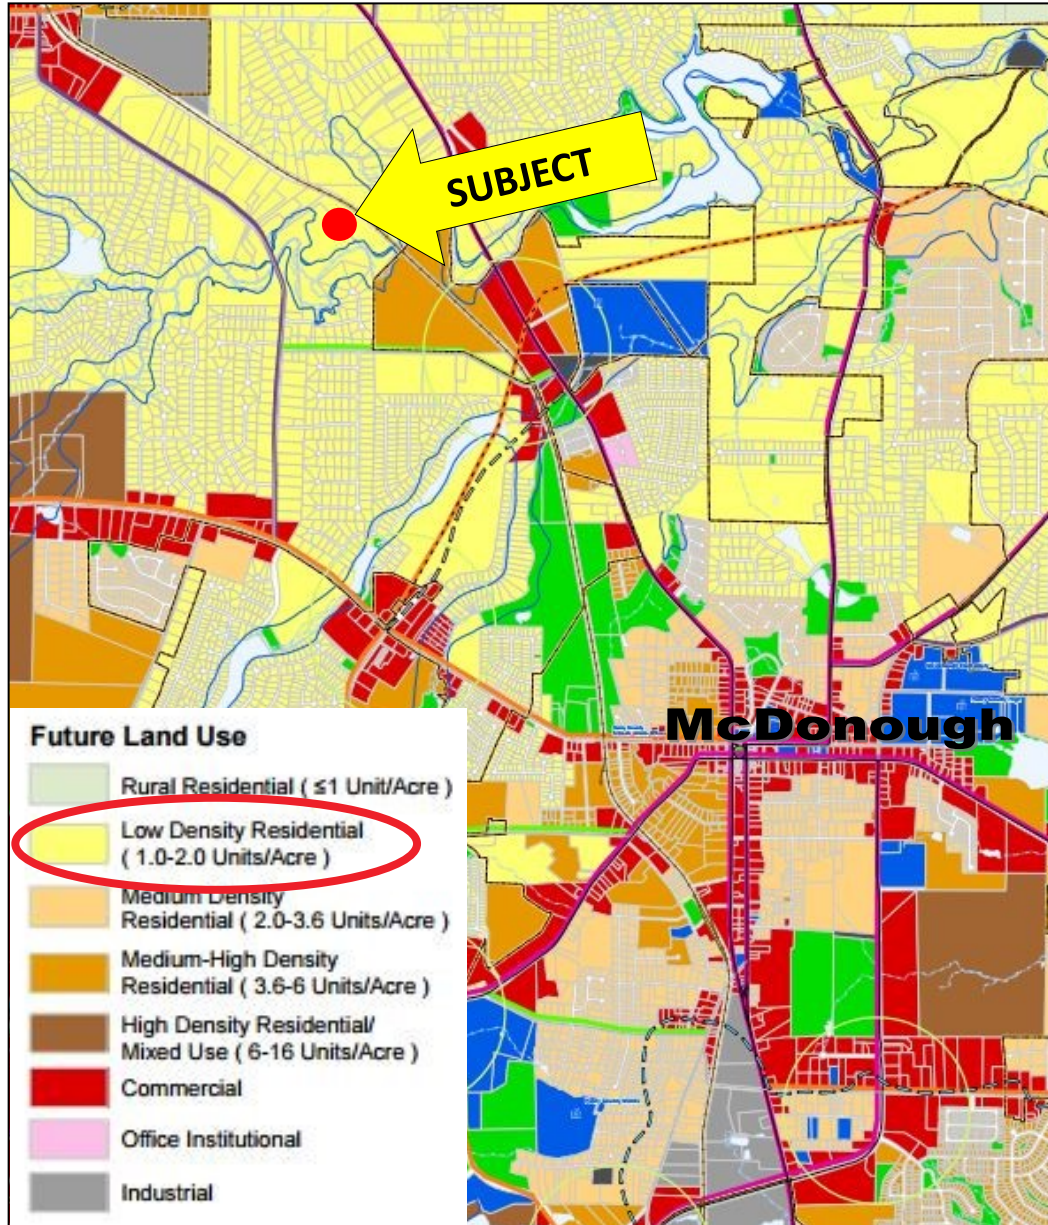 SUBJECT
McDonough
Future Land Use
Rural Residential ( ≤1 Unit/Acre )
Low Density Residential
( 1.0-2.0 Units/Acre )
Medium Density
Residential ( 2.0-3.6 Units/Acre )
Medium-High Density
Residential ( 3.6-6 Units/Acre )
High Density Residential/
Mixed Use ( 6-16 Units/Acre )
Commercial
Office Institutional
Industrial